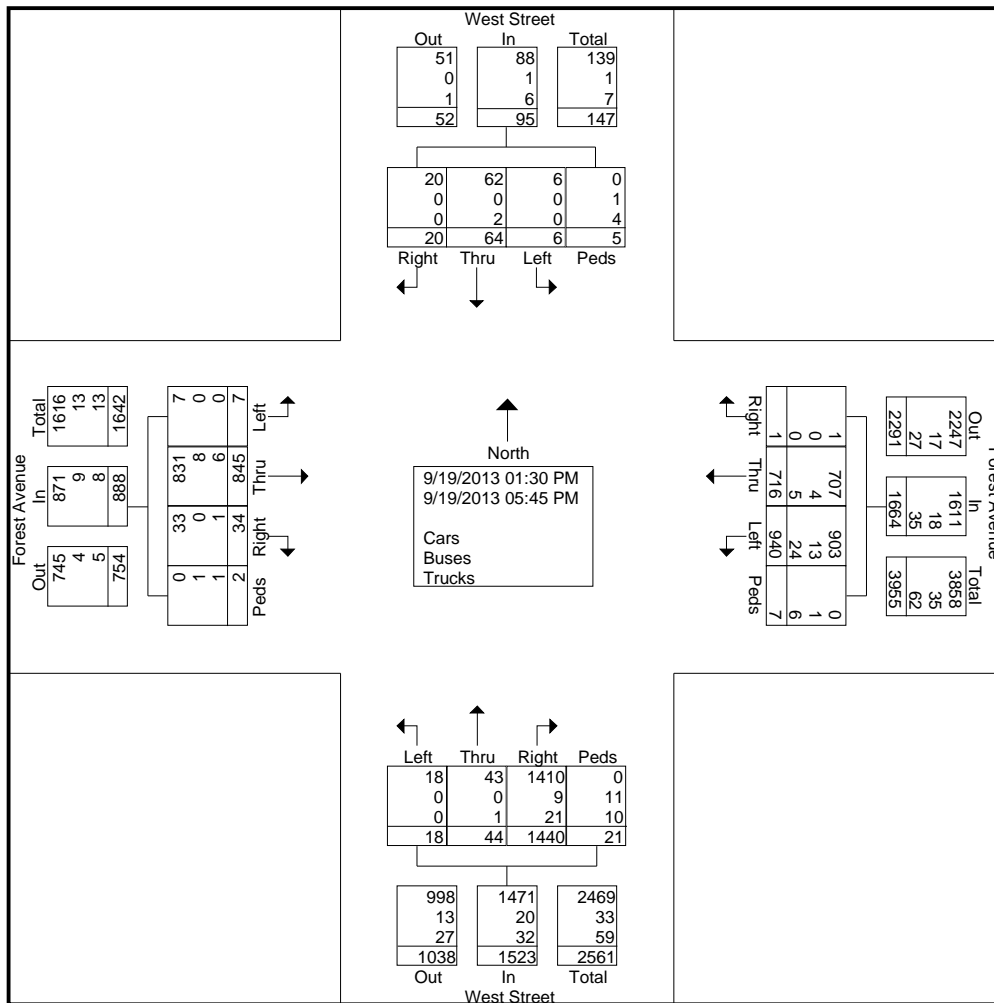 West Street
Out In Total
51 88 139
0 1 1
1 6 7
52 95 147
20 62 6 0
0 0 0 1
0 2 0 4
20 64 6 5
Right Thru Left Peds
Forest Avenue
Total In Out
1616 13 13 1642
871 9 8 888
745 4 5 754
7 0 0 7 Left
831 8 6 845 Thru
33 0 1 34 Right
0 1 1 2 Peds
North
9/19/2013 01:30 PM
9/19/2013 05:45 PM
Cars
Buses
Trucks
Right Thru Left Peds
1 0 0 1
707 4 5 716
903 13 24 940
0 1 6 7
Forest Avenue
Out In Total
2247 17 27 2291
1611 18 35 1664
3858 35 62 3955
Left Thru Right Peds
18 43 1410 0
0 0 9 11
0 1 21 10
18 44 1440 21
998 1471 2469
13 20 33
27 32 59
1038 1523 2561
Out In Total
West Street